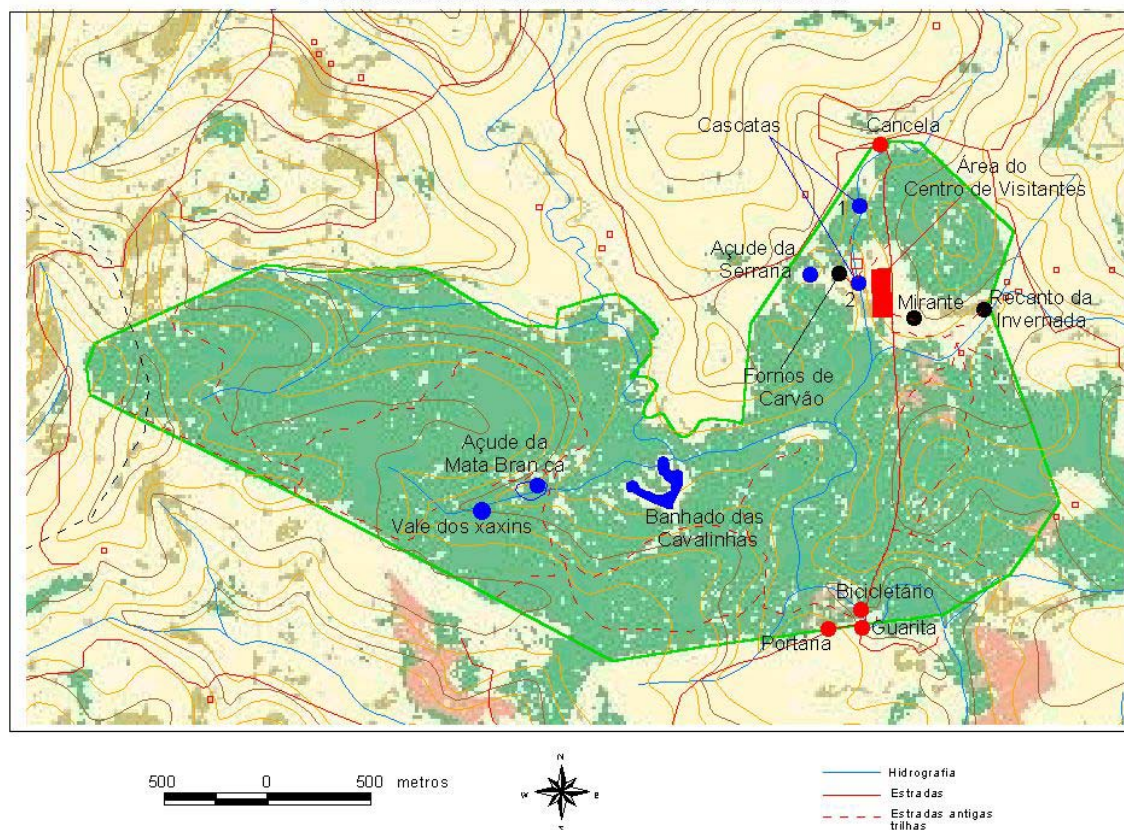 Cascatas
Cancela
Área do
Centro de Visitantes
1
Açude da
Serraria
2
Mirante
Recanto da
Invernada
Fornos de
Carvão
Açude da
Mata Bran ca
Vale dos xaxins
Banhado das
Cavalinhas
Bicicletário
Portaria
Guarita
500 0 500 metros
N
W E
S
Hidrografia
Estradas
Estradas antigas
trilhas